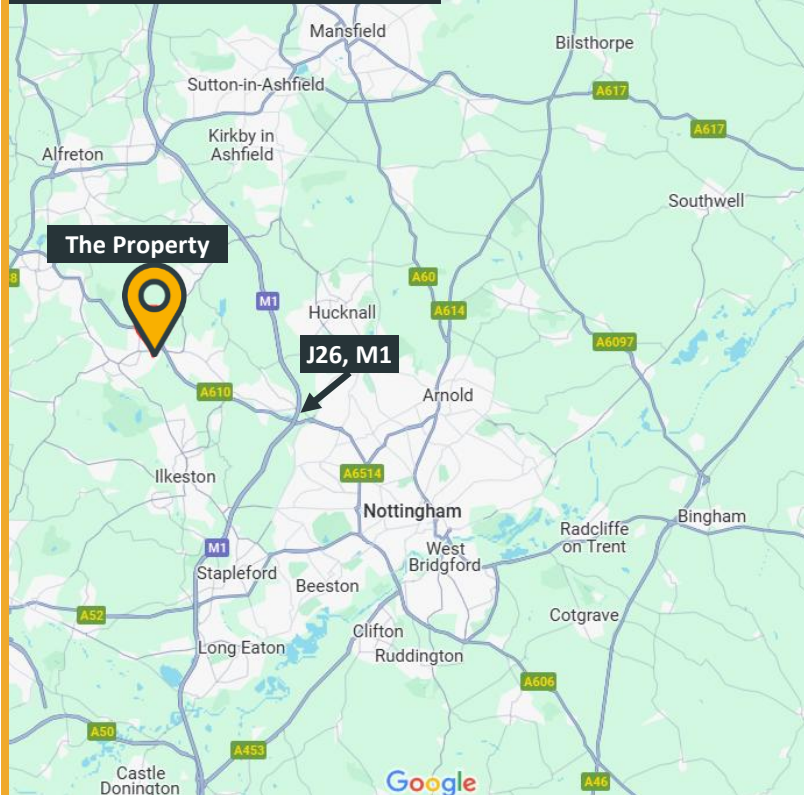 Mansfield
Bilsthorpe
Sutton-in-Ashfield
A617
A617
Kirkby in
Ashfield
Alfreton
Southwell
The Property
8
A60
M1
A614
Hucknall
J26, M1
A6097
A610
Arnold
Ilkeston
A6514
Nottingham
Bingham
Radcliffe
on Trent
M1
West
Bridgford
Stapleford
Beeston
A52
Cotgrave
Clifton
Long Eaton
Ruddington
A606
A50
A453
Castle
Donington
Google
A46